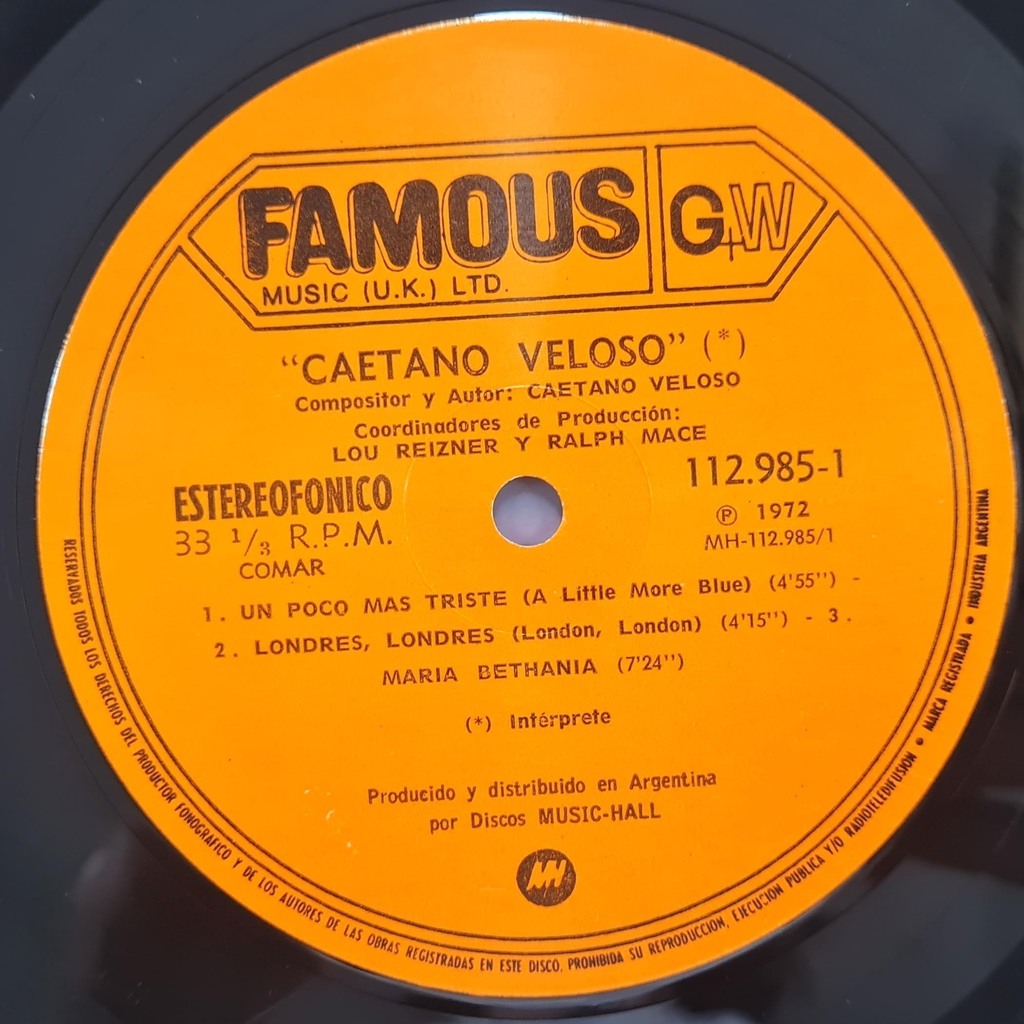 FAMOUS G+W
MUSIC (U.K.) LTD.
"CAETANO VELOSO" (*)
Compositor y Autor: CAETANO VELOSO
Coordinadores de Producción:
LOU REIZNER Y RALPH MACE
ESTEREOFONICO
33 1/3 R.P.M.
COMAR
112.985-1
Ⓟ 1972
MH-112.985/1
1. UN POCO MAS TRISTE (A Little More Blue) (4'55'') -
2. LONDRES, LONDRES (London, London) (4'15'') - 3.
MARIA BETHANIA (7'24'')
(*) Intérprete
Producido y distribuido en Argentina
por Discos MUSIC-HALL
MH
RESERVADOS TODOS LOS DERECHOS DEL PRODUCTOR FONOGRAFICO Y DE LOS AUTORES DE LAS OBRAS REGISTRADAS EN ESTE DISCO, PROHIBIDA SU REPRODUCCION, EJECUCION PUBLICA Y/O RADIOTELEDIFUSION • MARCA REGISTRADA • INDUSTRIA ARGENTINA